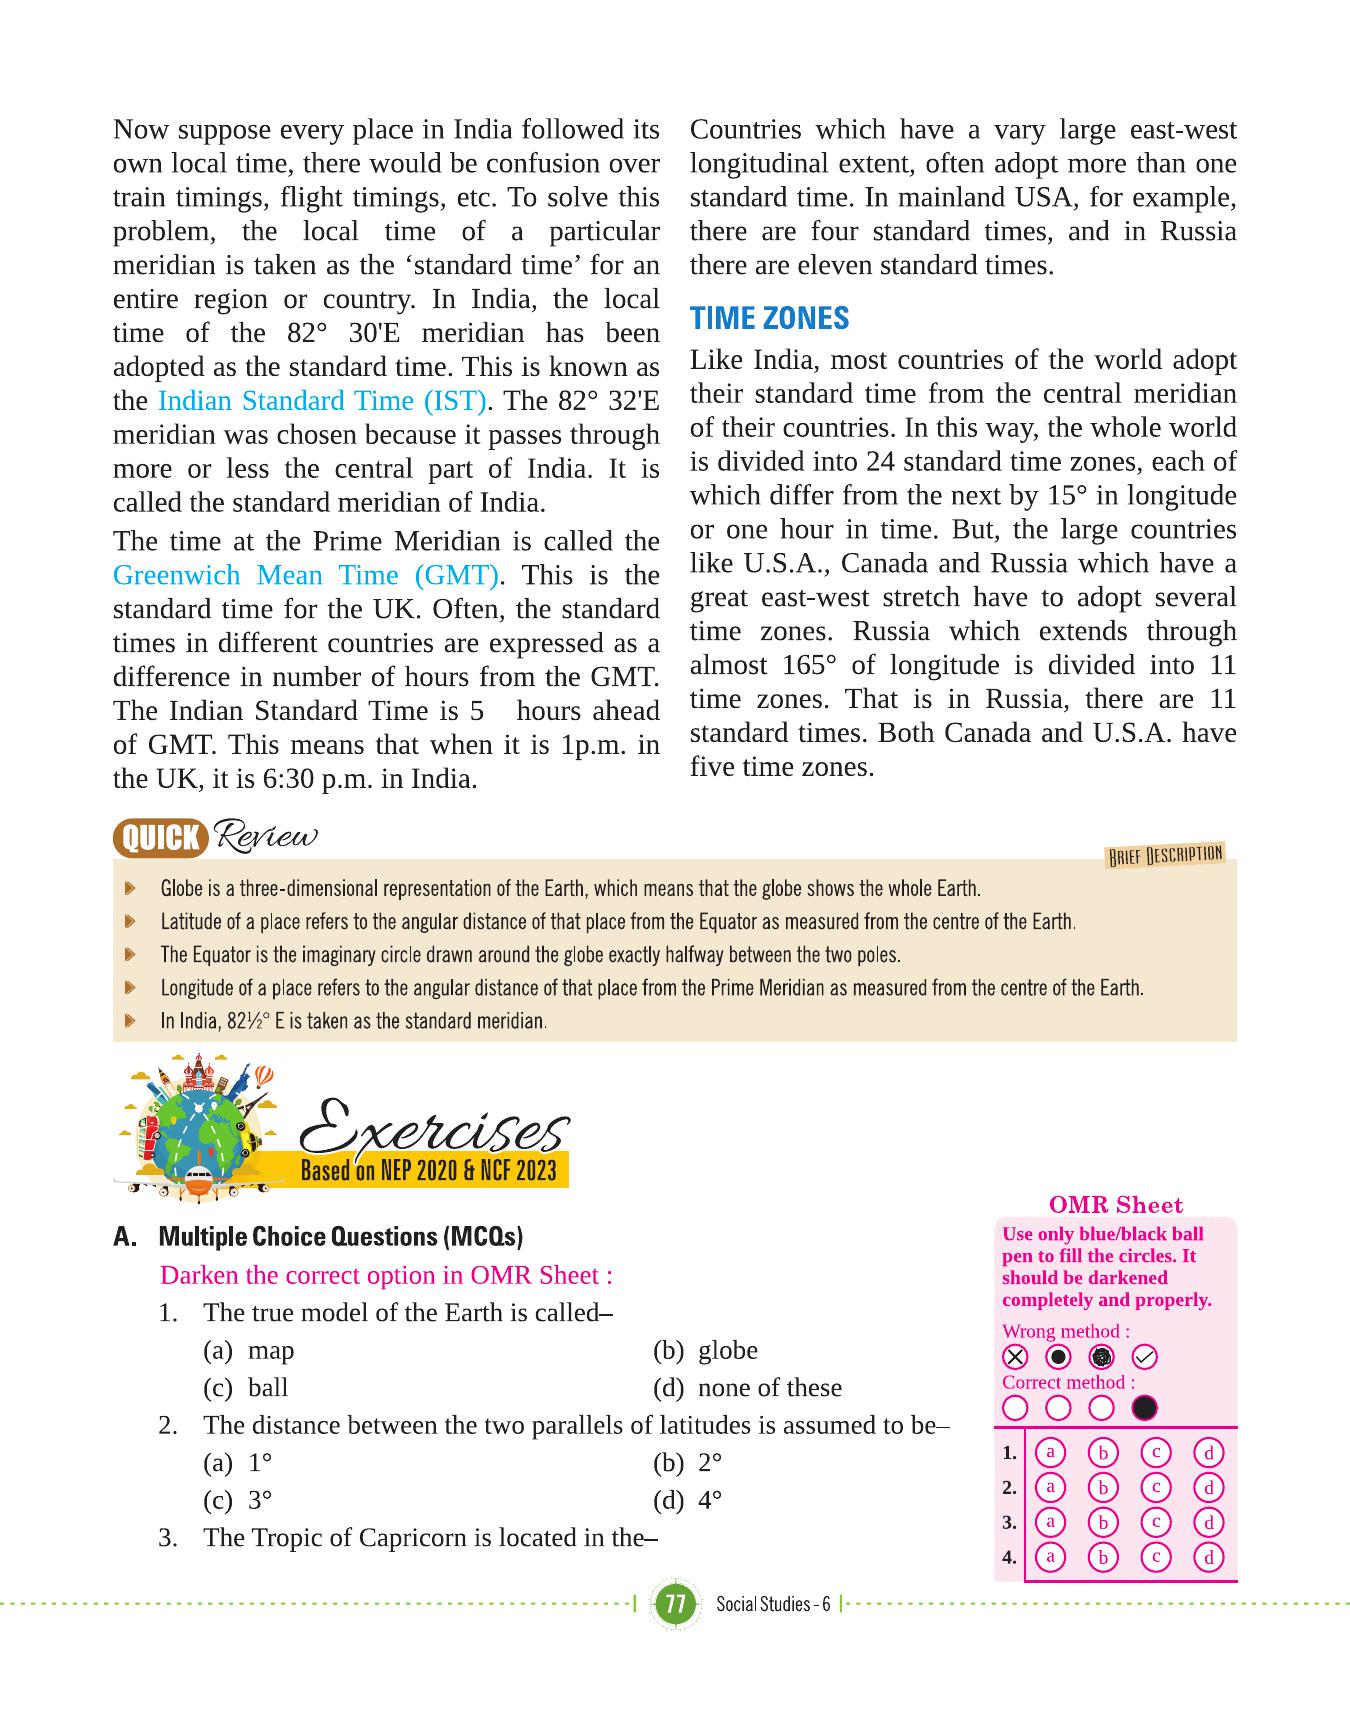 Now suppose every place in India followed its
own local time, there would be confusion over
train timings, flight timings, etc. To solve this
problem, the local time of a particular
meridian is taken as the ‘standard time’ for an
entire region or country. In India, the local
time of the 82° 30'E meridian has been
adopted as the standard time. This is known as
the Indian Standard Time (IST). The 82° 32'E
meridian was chosen because it passes through
more or less the central part of India. It is
called the standard meridian of India.
The time at the Prime Meridian is called the
Greenwich Mean Time (GMT). This is the
standard time for the UK. Often, the standard
times in different countries are expressed as a
difference in number of hours from the GMT.
The Indian Standard Time is 5 hours ahead
of GMT. This means that when it is 1p.m. in
the UK, it is 6:30 p.m. in India.
Countries which have a vary large east-west
longitudinal extent, often adopt more than one
standard time. In mainland USA, for example,
there are four standard times, and in Russia
there are eleven standard times.
TIME ZONES
Like India, most countries of the world adopt
their standard time from the central meridian
of their countries. In this way, the whole world
is divided into 24 standard time zones, each of
which differ from the next by 15° in longitude
or one hour in time. But, the large countries
like U.S.A., Canada and Russia which have a
great east-west stretch have to adopt several
time zones. Russia which extends through
almost 165° of longitude is divided into 11
time zones. That is in Russia, there are 11
standard times. Both Canada and U.S.A. have
five time zones.
QUICK Review
BRIEF DESCRIPTION
Globe is a three-dimensional representation of the Earth, which means that the globe shows the whole Earth.
Latitude of a place refers to the angular distance of that place from the Equator as measured from the centre of the Earth.
The Equator is the imaginary circle drawn around the globe exactly halfway between the two poles.
Longitude of a place refers to the angular distance of that place from the Prime Meridian as measured from the centre of the Earth.
In India, 82½° E is taken as the standard meridian.
Exercises
Based on NEP 2020 & NCF 2023
A. Multiple Choice Questions (MCQs)
Darken the correct option in OMR Sheet :
1. The true model of the Earth is called–
(a) map (b) globe
(c) ball (d) none of these
2. The distance between the two parallels of latitudes is assumed to be–
(a) 1° (b) 2°
(c) 3° (d) 4°
3. The Tropic of Capricorn is located in the–
OMR Sheet
Use only blue/black ball
pen to fill the circles. It
should be darkened
completely and properly.
Wrong method :
Correct method :
1. a b c d
2. a b c d
3. a b c d
4. a b c d
77 Social Studies - 6